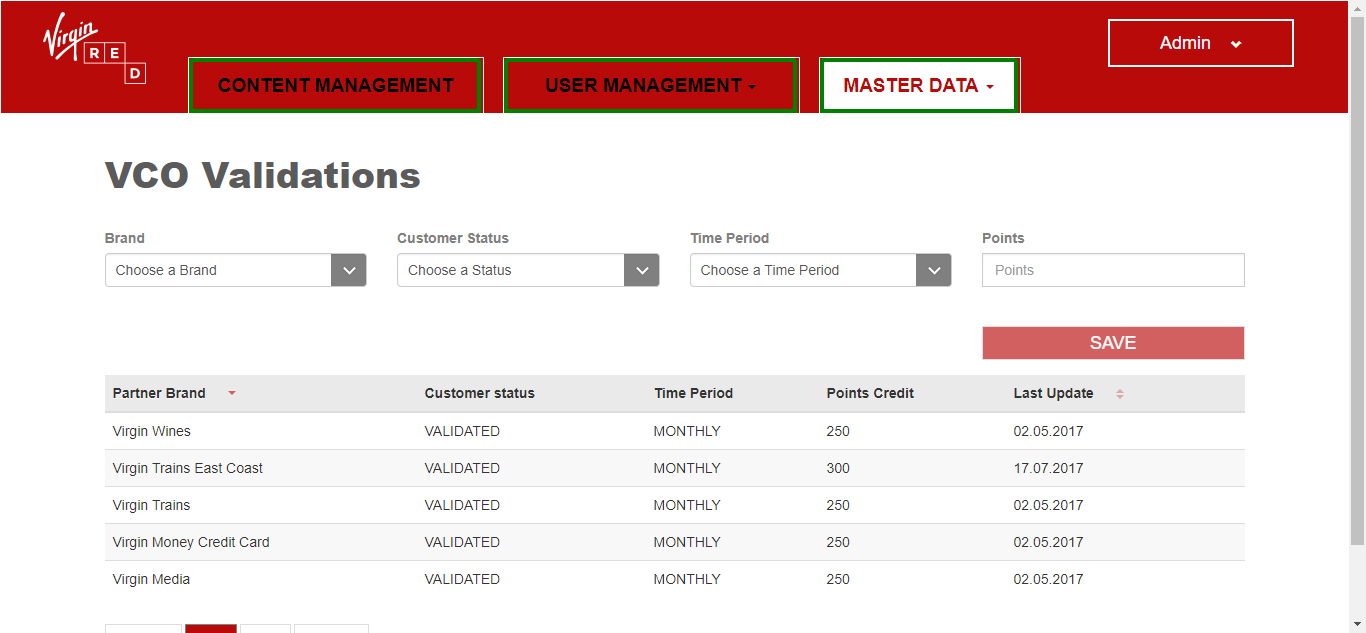 Virgin
RED
Admin
CONTENT MANAGEMENT USER MANAGEMENT MASTER DATA
VCO Validations
Brand Customer Status Time Period Points
Choose a Brand Choose a Status Choose a Time Period Points
SAVE
Partner Brand Customer status Time Period Points Credit Last Update
Virgin Wines VALIDATED MONTHLY 250 02.05.2017
Virgin Trains East Coast VALIDATED MONTHLY 300 17.07.2017
Virgin Trains VALIDATED MONTHLY 250 02.05.2017
Virgin Money Credit Card VALIDATED MONTHLY 250 02.05.2017
Virgin Media VALIDATED MONTHLY 250 02.05.2017